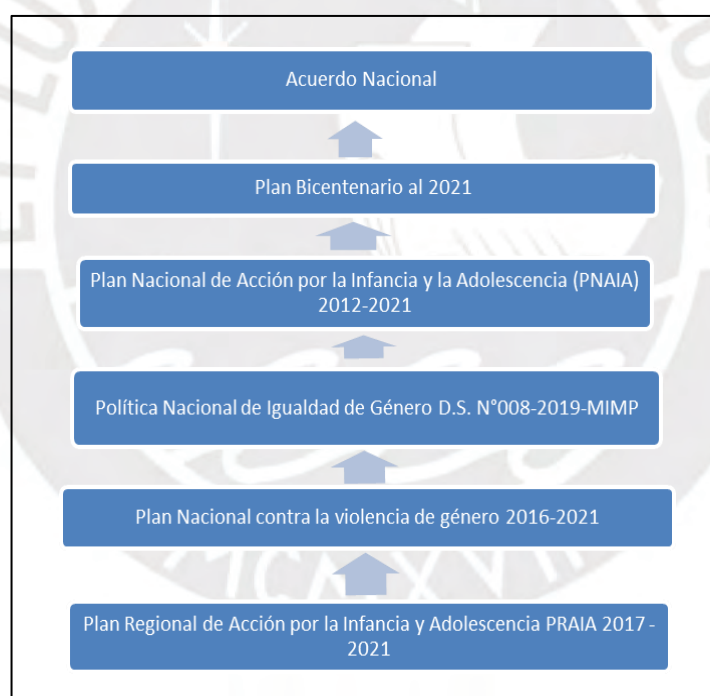 Acuerdo Nacional
Plan Bicentenario al 2021
Plan Nacional de Acción por la Infancia y la Adolescencia (PNAIA)
2012-2021
Política Nacional de Igualdad de Género D.S. N°008-2019-MIMP
Plan Nacional contra la violencia de género 2016-2021
Plan Regional de Acción por la Infancia y Adolescencia PRAIA 2017 -
2021